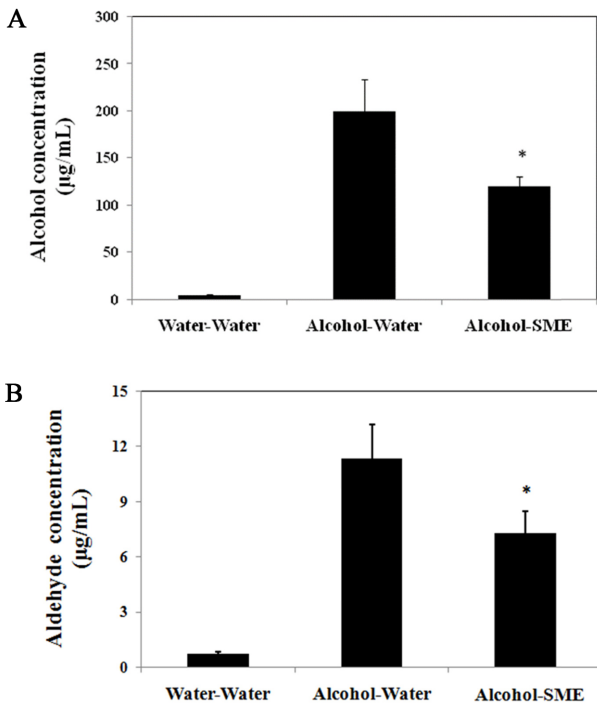 A
Alcohol concentration
(µg/mL)
300
250
200
150
100
50
0
*
Water-Water
Alcohol-Water
Alcohol-SME
B
Aldehyde concentration
(µg/mL)
15
12
9
6
3
0
*
Water-Water
Alcohol-Water
Alcohol-SME